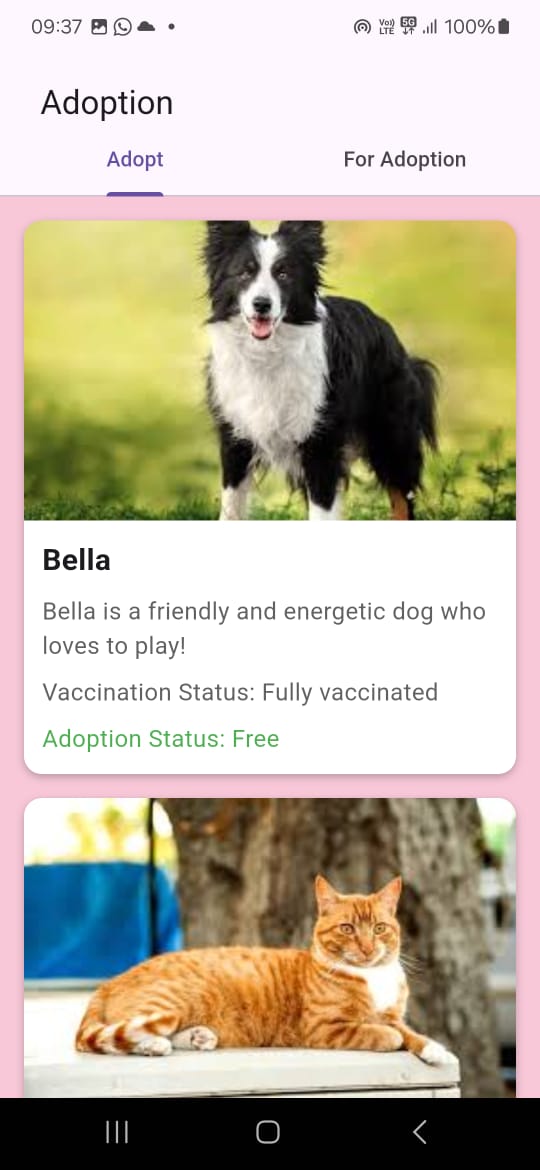 09:37
Vo))
LTE
5G
100%
Adoption
Adopt
For Adoption
Bella
Bella is a friendly and energetic dog who
loves to play!
Vaccination Status: Fully vaccinated
Adoption Status: Free